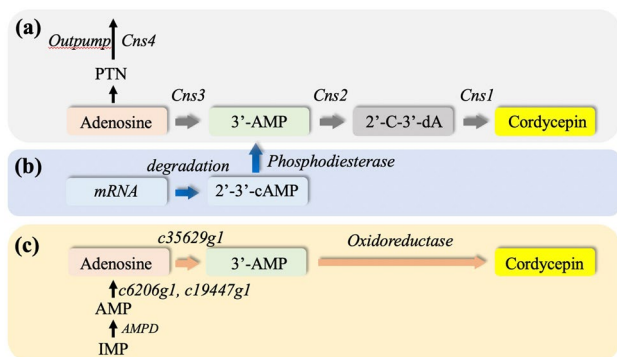 (a)
Outpump Cns4
PTN
Cns3 Cns2 Cns1
Adenosine 3’-AMP 2’-C-3’-dA Cordycepin
(b)
degradation Phosphodiesterase
mRNA 2’-3’-cAMP
(c)
c35629g1 Oxidoreductase
Adenosine 3’-AMP Cordycepin
c6206g1, c19447g1
AMP
AMPD
IMP